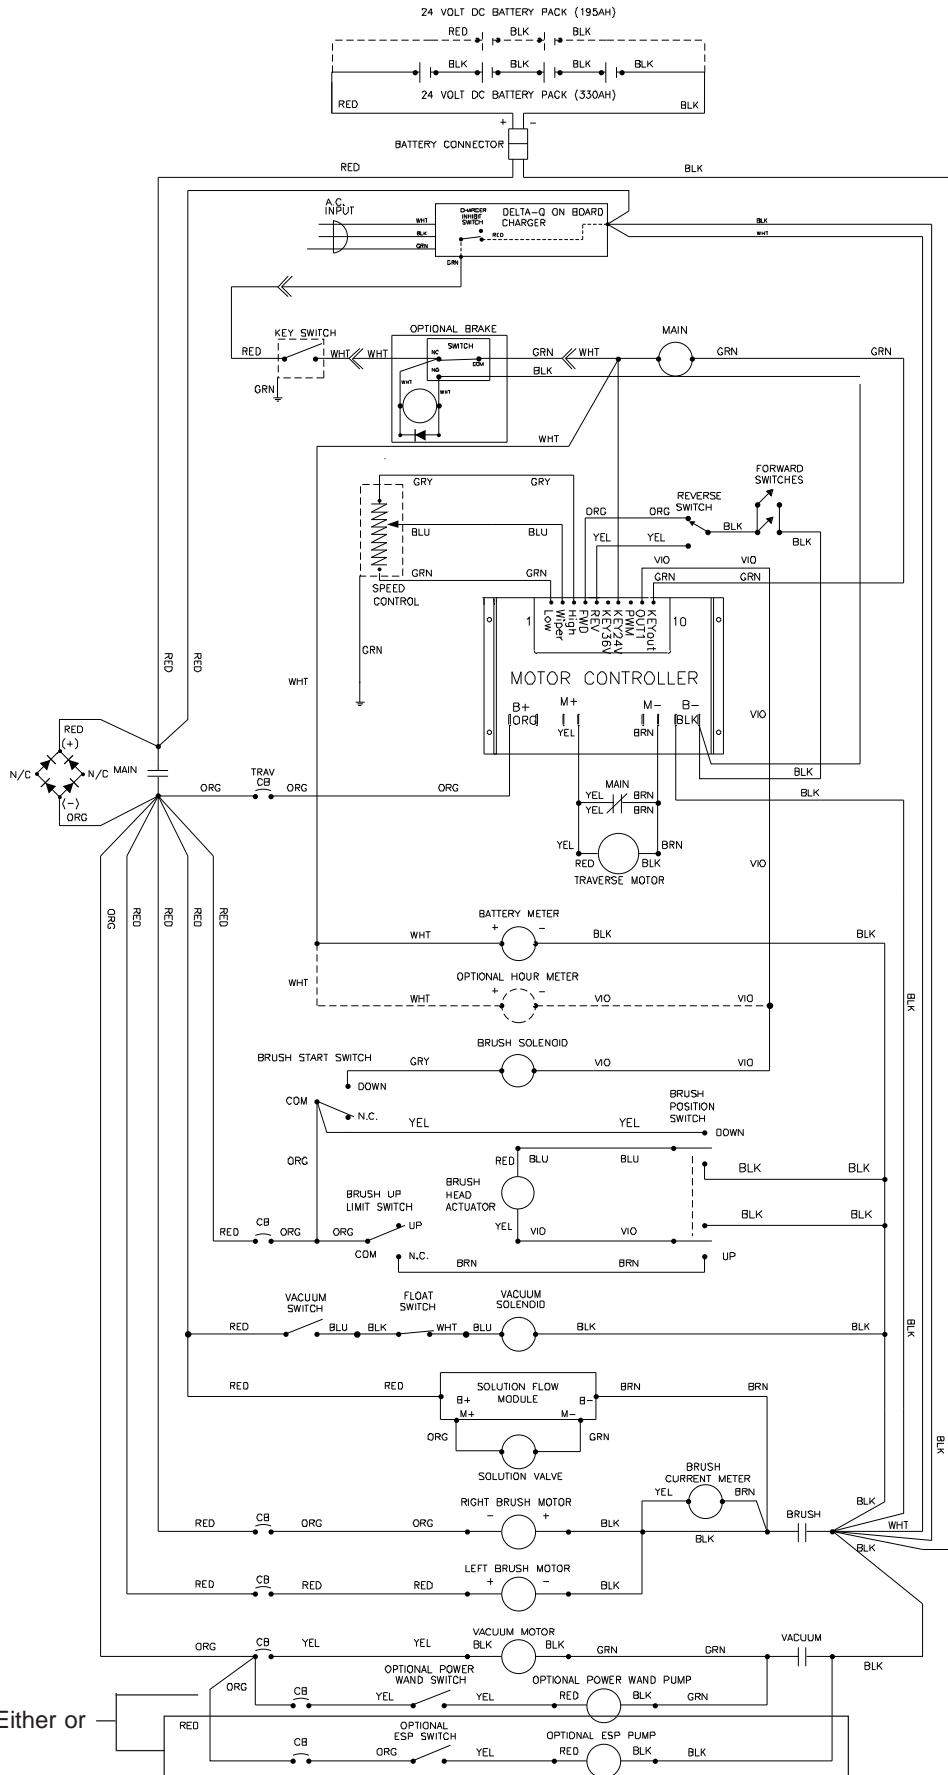 24 VOLT DC BATTERY PACK (195AH)
RED BLK BLK
BLK BLK BLK
24 VOLT DC BATTERY PACK (330AH)
RED BLK
+ -
BATTERY CONNECTOR
RED BLK
A.C. INPUT
WHT
BLK
GRN
CHARGER INHIBIT SWITCH
RED
DELTA-Q ON BOARD CHARGER
BLK
WHT
GRN
KEY SWITCH
RED WHT WHT
GRN
OPTIONAL BRAKE
SWITCH
NC
COM
NO
WHT WHT
GRN WHT
MAIN
GRN GRN
BLK
WHT
GRY GRY
BLU BLU
GRN GRN
SPEED CONTROL
GRN
FORWARD SWITCHES
REVERSE SWITCH
ORG ORG
BLK
BLK
YEL YEL
VIO VIO
GRN GRN
1 10
Low
Wiper
High
FWD
REV
KEY36V
KEY24V
PWM
OUT1
KEYout
MOTOR CONTROLLER
B+ M+ M- B-
ORG YEL BRN BLK
RED RED
WHT
VIO
BLK
BLK
RED
(+)
N/C N/C
(-)
ORG
MAIN
ORG
TRAV CB
ORG ORG
MAIN
YEL BRN
YEL BRN
YEL BRN
RED BLK
TRAVERSE MOTOR
VIO
ORG RED RED RED RED
BATTERY METER
WHT + - BLK BLK
WHT
OPTIONAL HOUR METER
WHT + - VIO VIO
BLK
BRUSH SOLENOID
BRUSH START SWITCH
GRY VIO VIO
DOWN
COM
N.C.
YEL YEL
BRUSH POSITION SWITCH
DOWN
ORG
RED BLU BLU
BLK BLK
BRUSH HEAD ACTUATOR
BRUSH UP LIMIT SWITCH
UP
YEL VIO VIO
BLK BLK
RED CB ORG ORG
COM
N.C.
BRN BRN
UP
VACUUM SWITCH
FLOAT SWITCH
VACUUM SOLENOID
RED BLU BLK WHT BLU BLK BLK
BLK
RED RED
SOLUTION FLOW MODULE
B+ B-
M+ M-
BRN BRN
ORG GRN
SOLUTION VALVE
BLK
BRUSH CURRENT METER
YEL BRN
RIGHT BRUSH MOTOR
RED CB ORG ORG - + BLK
BLK
BRUSH
BLK
WHT
BLK
LEFT BRUSH MOTOR
RED CB RED RED + - BLK
VACUUM MOTOR
ORG CB YEL YEL BLK BLK GRN GRN
VACUUM
BLK
ORG
OPTIONAL POWER WAND SWITCH
OPTIONAL POWER WAND PUMP
CB YEL YEL RED BLK GRN
Either or
RED
OPTIONAL ESP SWITCH
OPTIONAL ESP PUMP
CB ORG YEL RED BLK BLK